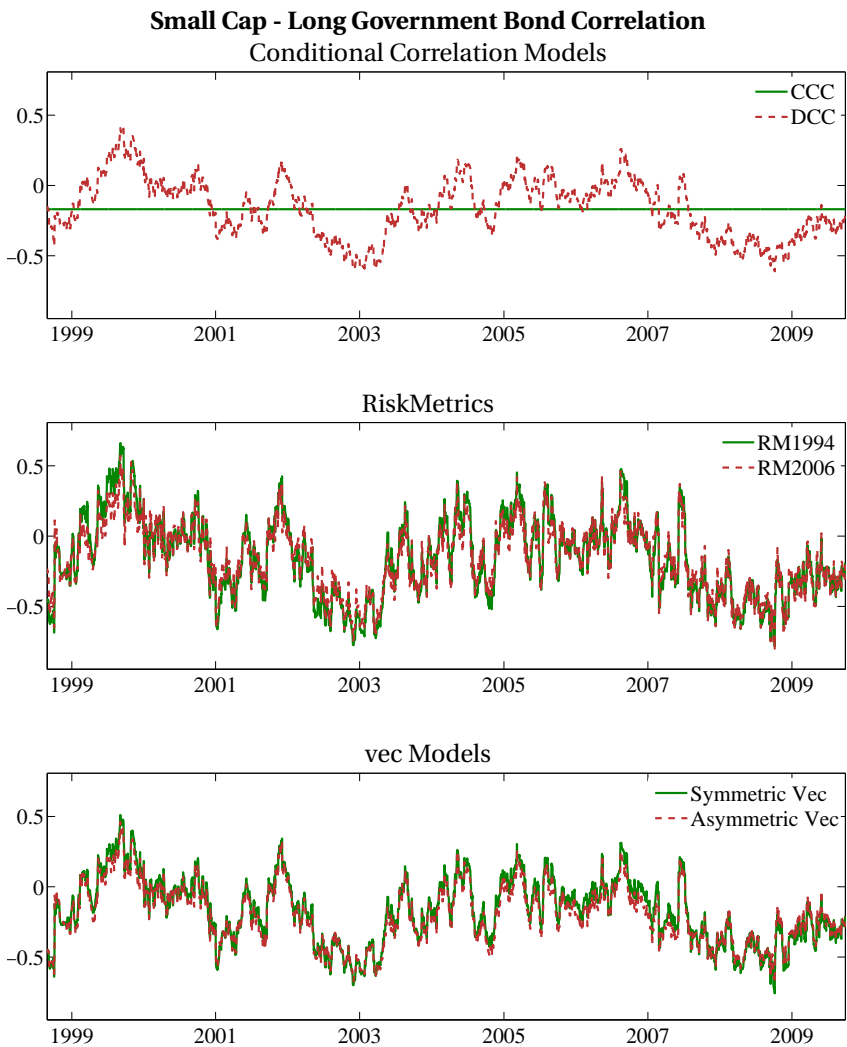 Small Cap - Long Government Bond Correlation
Conditional Correlation Models
CCC
DCC
0.5
0
−0.5
1999 2001 2003 2005 2007 2009
RiskMetrics
RM1994
RM2006
0.5
0
−0.5
1999 2001 2003 2005 2007 2009
vec Models
Symmetric Vec
Asymmetric Vec
0.5
0
−0.5
1999 2001 2003 2005 2007 2009